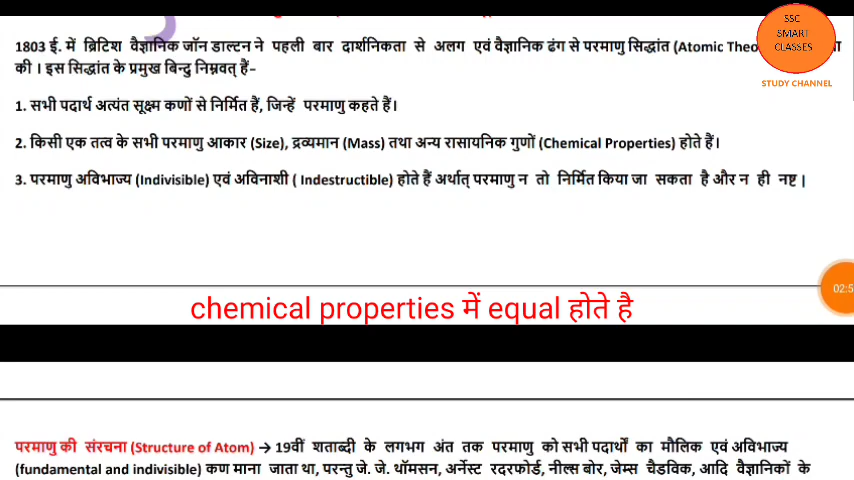 1803 ई. में ब्रिटिश वैज्ञानिक जॉन डाल्टन ने पहली बार दार्शनिकता से अलग एवं वैज्ञानिक ढंग से परमाणु सिद्धांत (Atomic
की । इस सिद्धांत के प्रमुख बिन्दु निम्नवत् हैं-
SSC
SMART
CLASSES
STUDY CHANNEL
1. सभी पदार्थ अत्यंत सूक्ष्म कणों से निर्मित हैं, जिन्हें परमाणु कहते हैं।
2. किसी एक तत्व के सभी परमाणु आकार (Size), द्रव्यमान (Mass) तथा अन्य रासायनिक गुणों (Chemical Properties) होते हैं।
3. परमाणु अविभाज्य (Indivisible) एवं अविनाशी ( Indestructible) होते हैं अर्थात् परमाणु न तो निर्मित किया जा सकता है और न ही नष्ट |
02:5
chemical properties में equal होते है
परमाणु की संरचना (Structure of Atom) → 19वीं शताब्दी के लगभग अंत तक परमाणु को सभी पदार्थों का मौलिक एवं अविभाज्य
(fundamental and indivisible) कण माना जाता था, परन्तु जे. जे. थॉमसन, अर्नेस्ट रदरफोर्ड, नील्स बोर, जेम्स चैडविक, आदि वैज्ञानिकों के